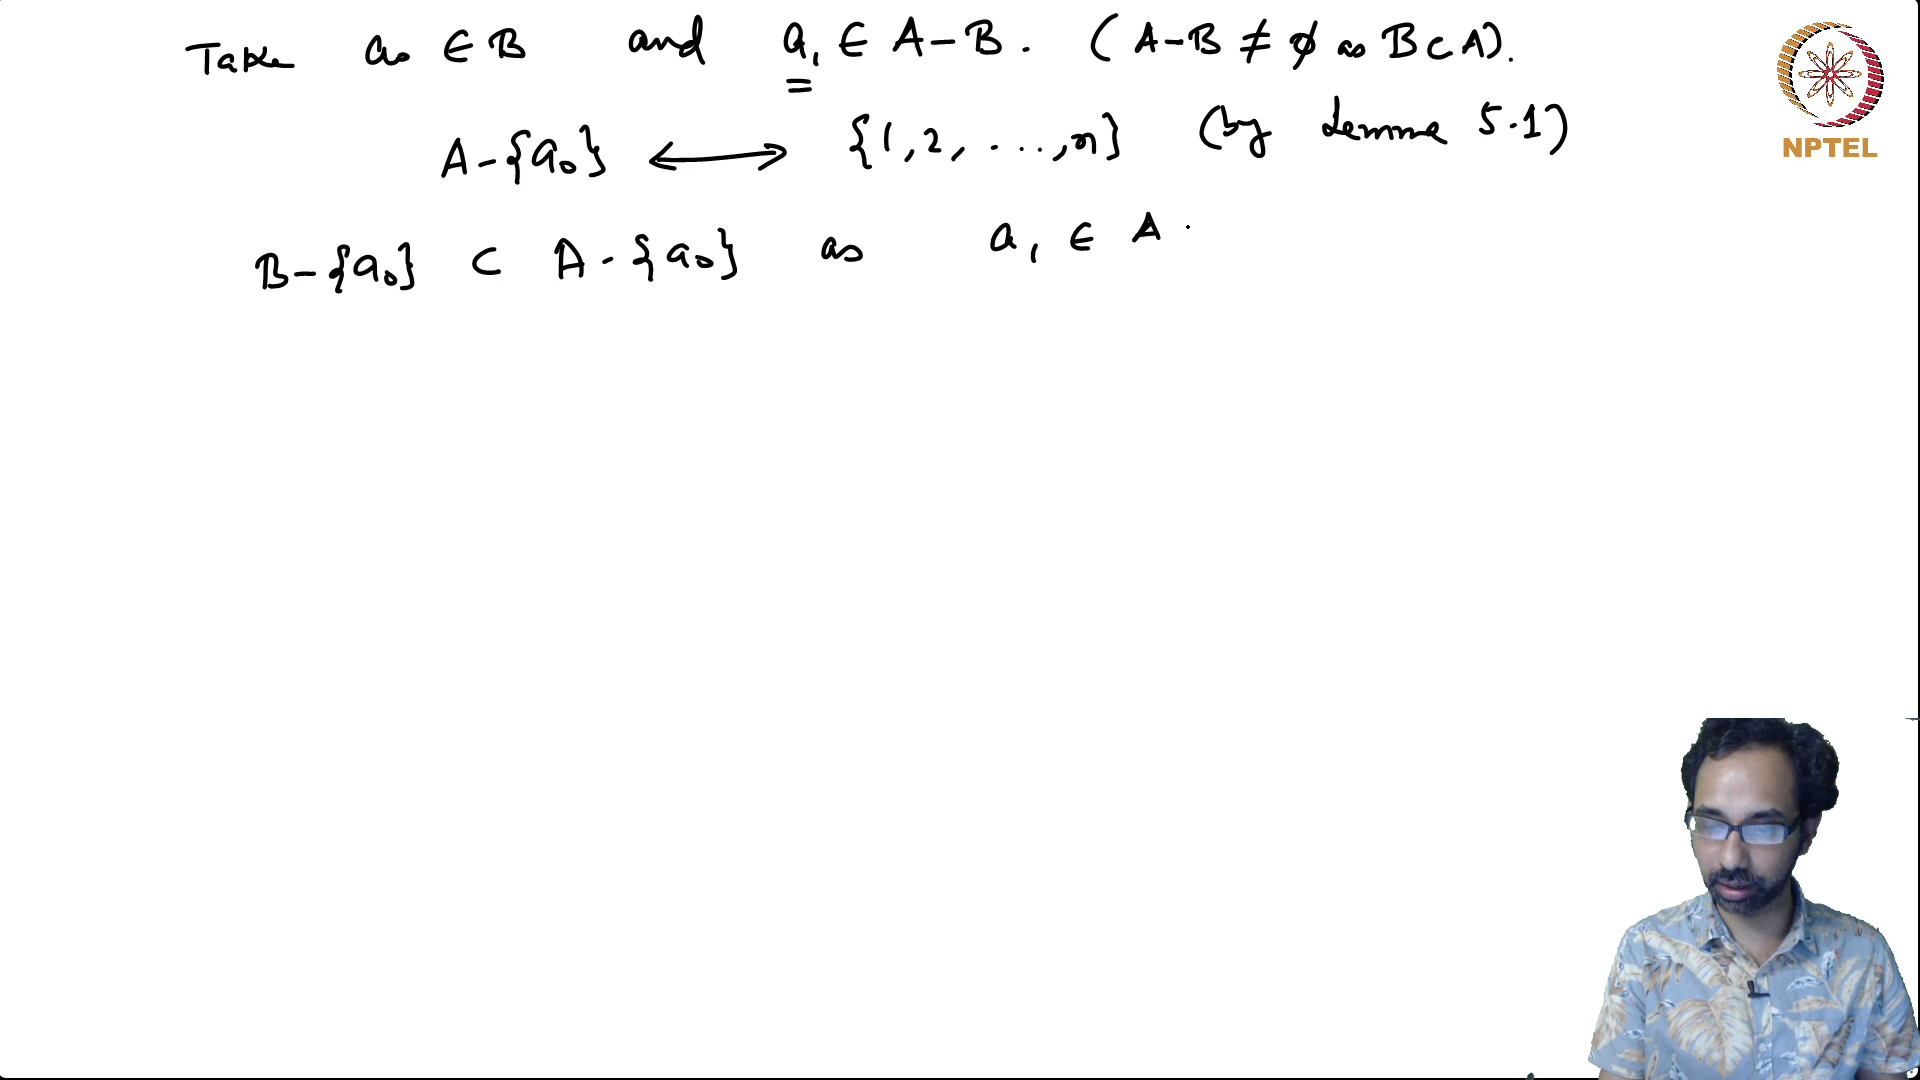 Take a₀ ∈ B and a₁ ∈ A-B. (A-B ≠ ∅ as B⊂A).
A-{a₀} ⟷ {1,2, ...,n} (by Lemma 5.1)
B-{a₀} ⊂ A-{a₀} as a₁ ∈ A.
NPTEL